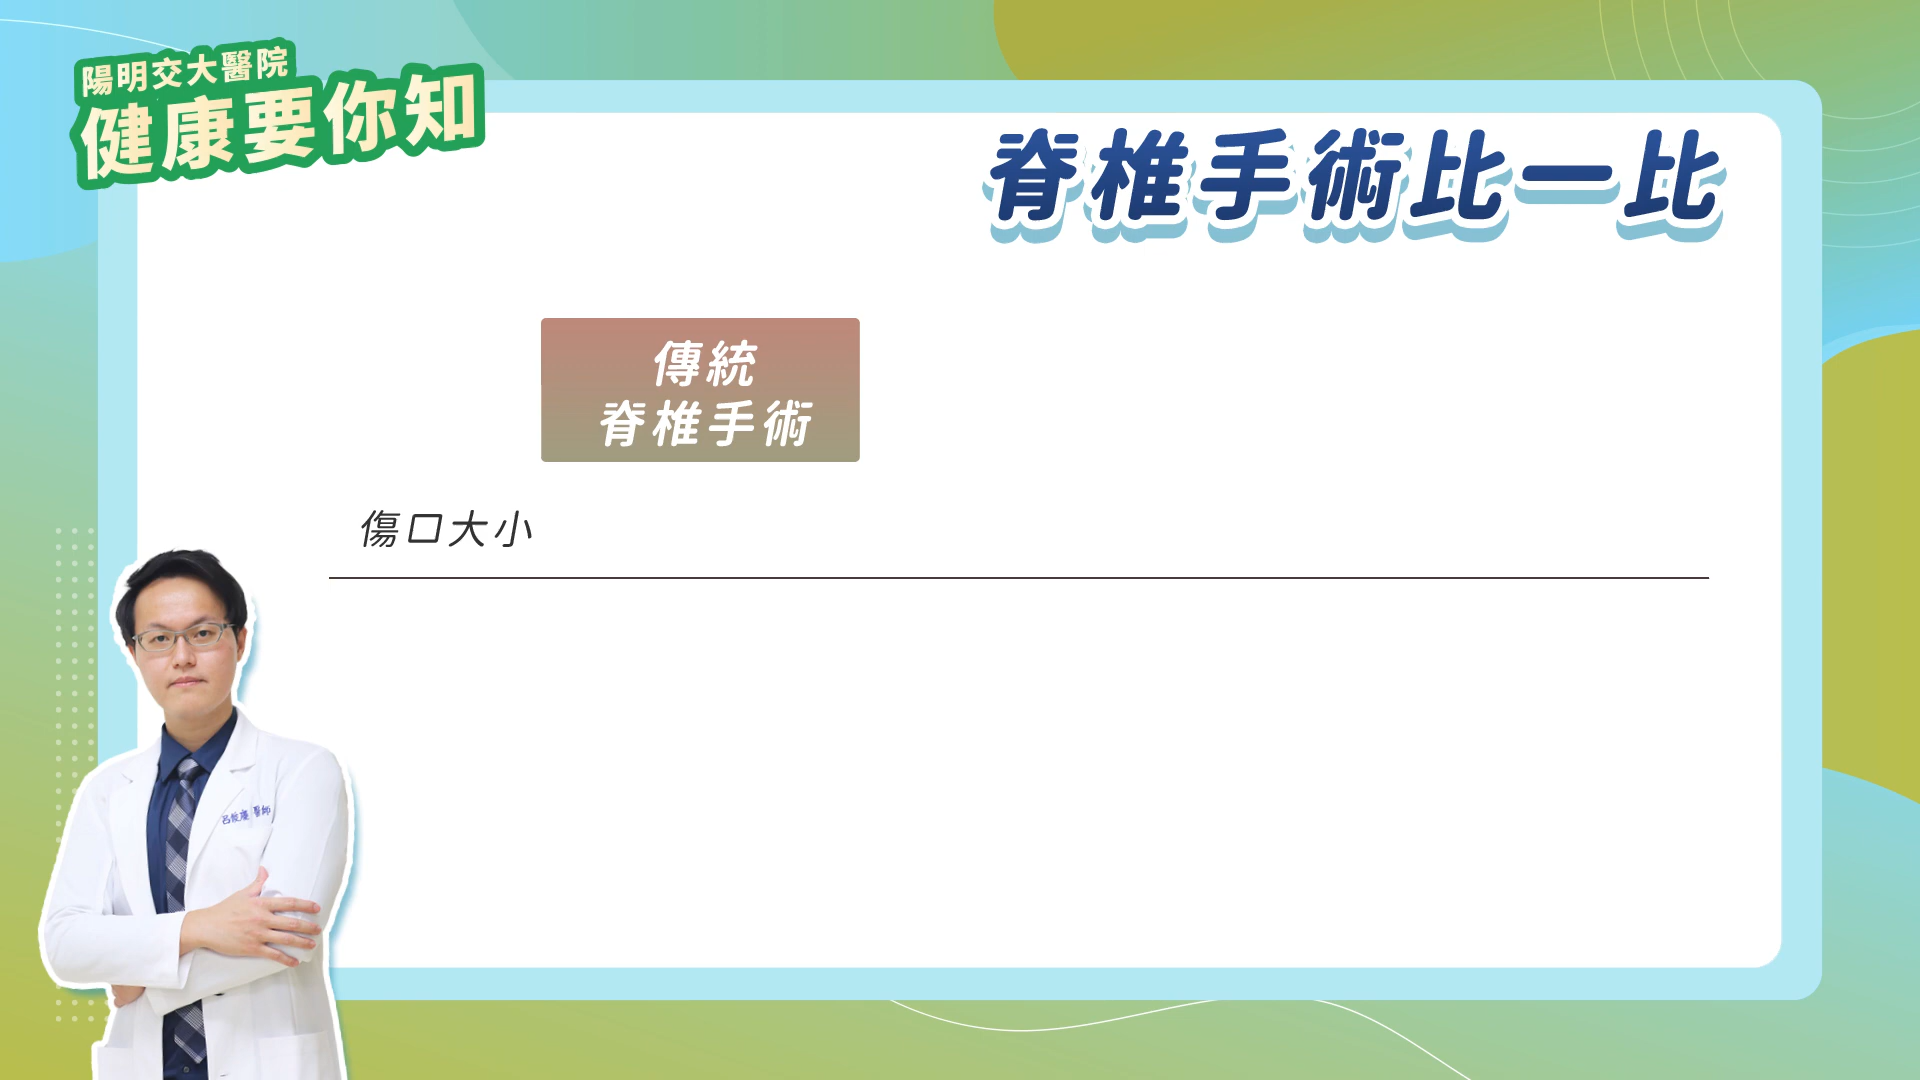 陽明交大醫院
健康要你知
脊椎手術比一比
傳統
脊椎手術
傷口大小